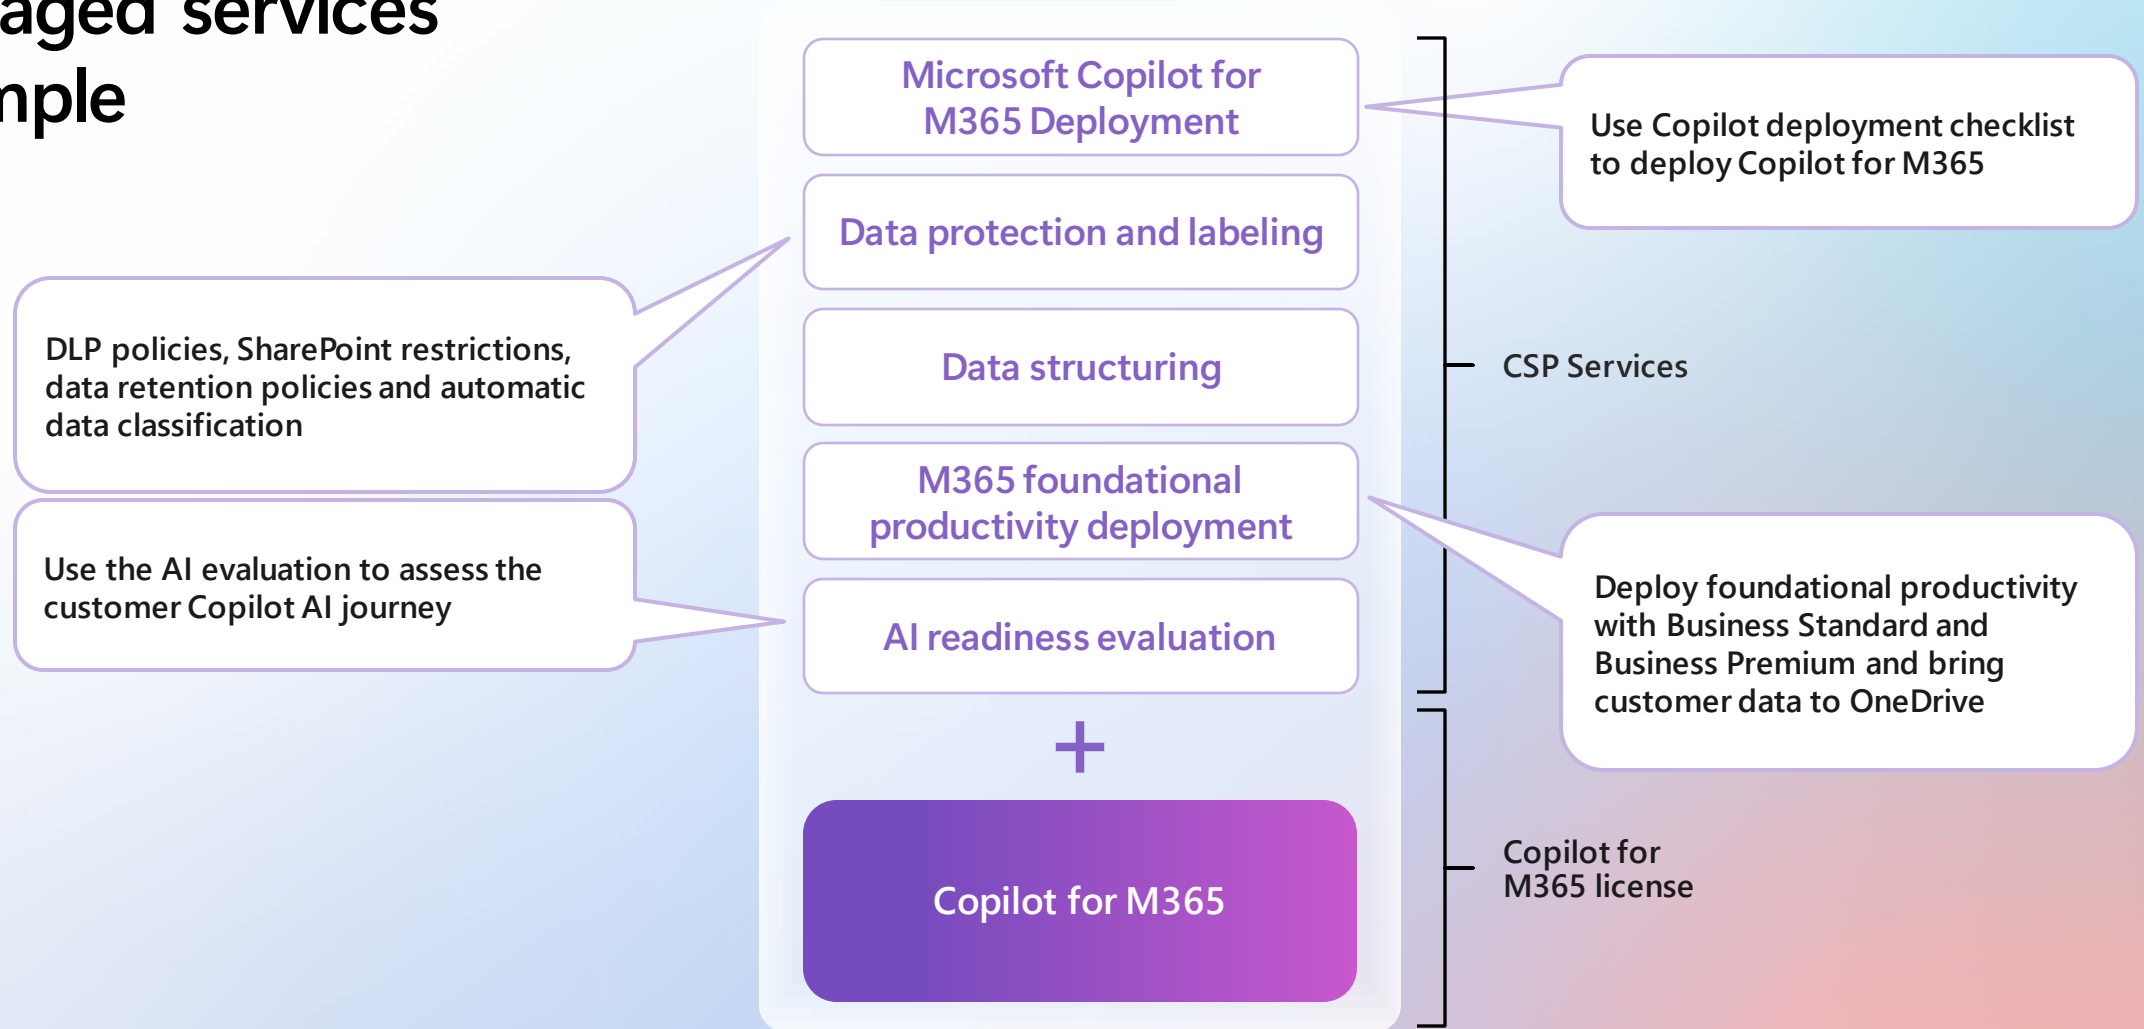 aged services
mple
Microsoft Copilot for
M365 Deployment
Data protection and labeling
Data structuring
M365 foundational
productivity deployment
AI readiness evaluation
+
Copilot for M365
DLP policies, SharePoint restrictions,
data retention policies and automatic
data classification
Use the AI evaluation to assess the
customer Copilot AI journey
Use Copilot deployment checklist
to deploy Copilot for M365
CSP Services
Deploy foundational productivity
with Business Standard and
Business Premium and bring
customer data to OneDrive
Copilot for
M365 license